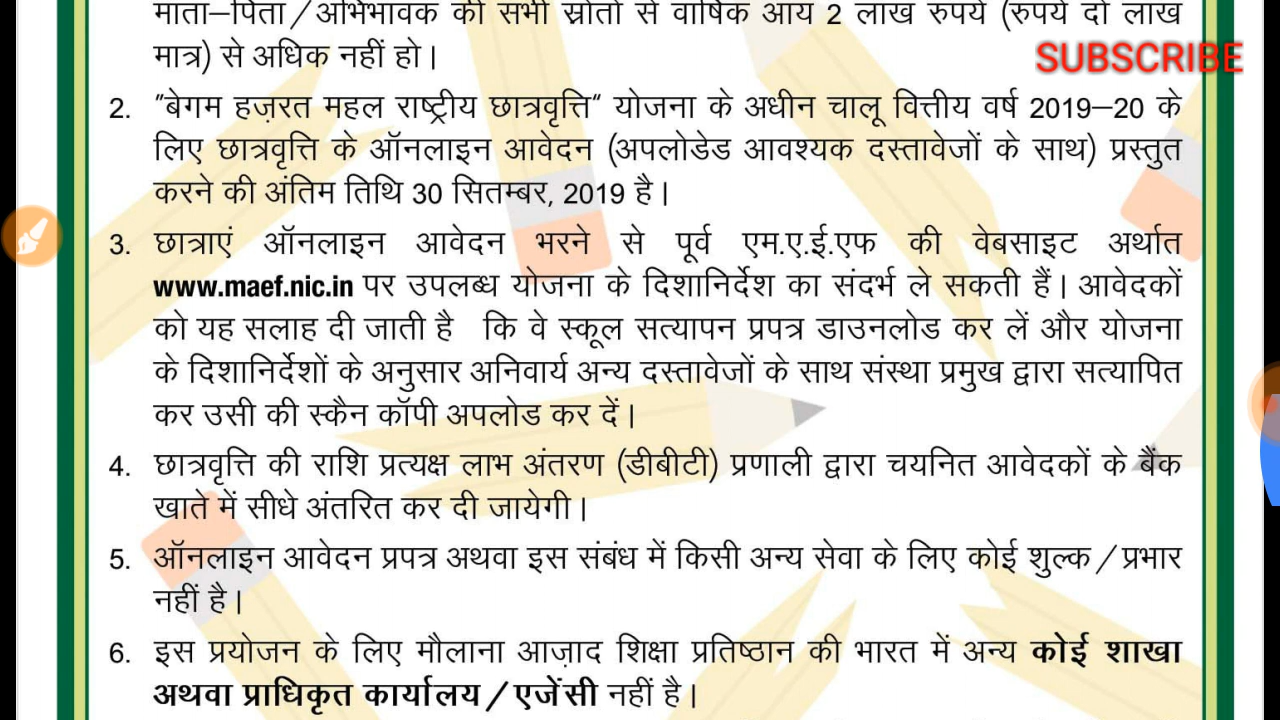 माता–पिता/अभिभावक की सभी स्रोतों से वार्षिक आय 2 लाख रुपये (रुपये दो लाख
मात्र) से अधिक नहीं हो।
SUBSCRIBE
2. "बेगम हज़रत महल राष्ट्रीय छात्रवृत्ति" योजना के अधीन चालू वित्तीय वर्ष 2019–20 के
लिए छात्रवृत्ति के ऑनलाइन आवेदन (अपलोडेड आवश्यक दस्तावेजों के साथ) प्रस्तुत
करने की अंतिम तिथि 30 सितम्बर, 2019 है।
3. छात्राएं ऑनलाइन आवेदन भरने से पूर्व एम.ए.ई.एफ की वेबसाइट अर्थात
www.maef.nic.in पर उपलब्ध योजना के दिशानिर्देश का संदर्भ ले सकती हैं। आवेदकों
को यह सलाह दी जाती है कि वे स्कूल सत्यापन प्रपत्र डाउनलोड कर लें और योजना
के दिशानिर्देशों के अनुसार अनिवार्य अन्य दस्तावेजों के साथ संस्था प्रमुख द्वारा सत्यापित
कर उसी की स्कैन कॉपी अपलोड कर दें।
4. छात्रवृत्ति की राशि प्रत्यक्ष लाभ अंतरण (डीबीटी) प्रणाली द्वारा चयनित आवेदकों के बैंक
खाते में सीधे अंतरित कर दी जायेगी।
5. ऑनलाइन आवेदन प्रपत्र अथवा इस संबंध में किसी अन्य सेवा के लिए कोई शुल्क/प्रभार
नहीं है।
6. इस प्रयोजन के लिए मौलाना आज़ाद शिक्षा प्रतिष्ठान की भारत में अन्य कोई शाखा
अथवा प्राधिकृत कार्यालय/एजेंसी नहीं है।